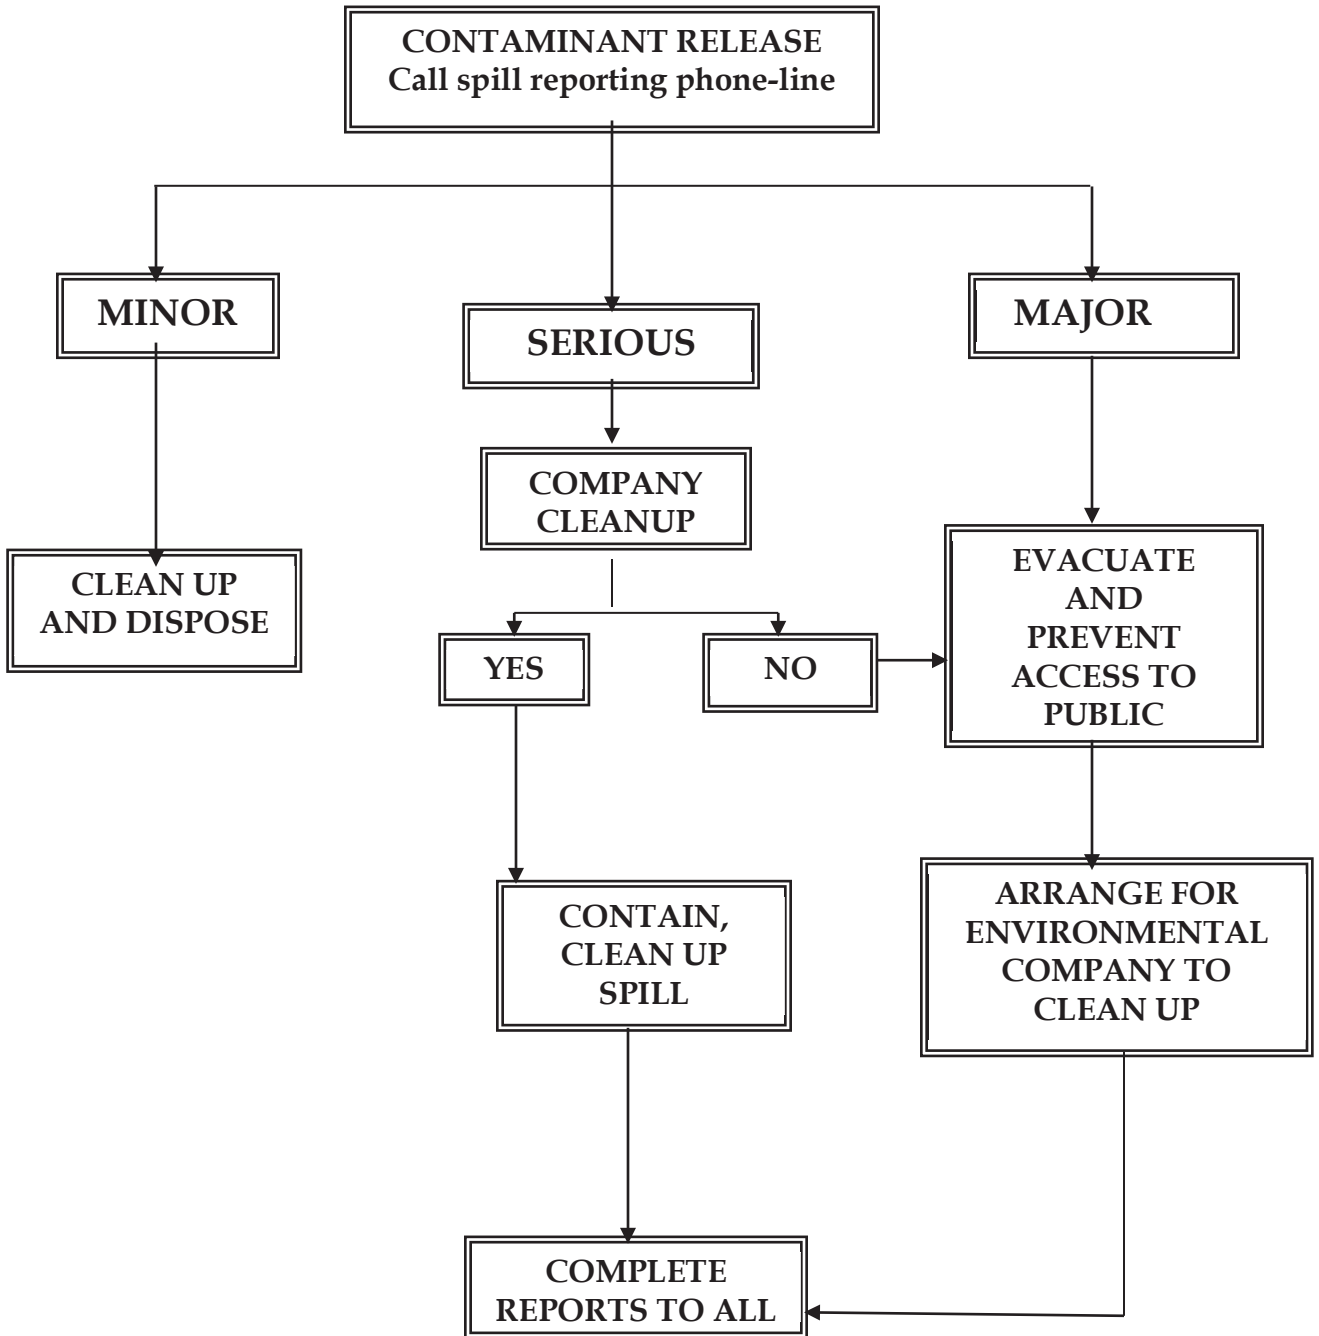 CONTAMINANT RELEASE
Call spill reporting phone-line
MINOR
SERIOUS
MAJOR
COMPANY
CLEANUP
CLEAN UP
AND DISPOSE
YES
NO
EVACUATE
AND
PREVENT
ACCESS TO
PUBLIC
CONTAIN,
CLEAN UP
SPILL
ARRANGE FOR
ENVIRONMENTAL
COMPANY TO
CLEAN UP
COMPLETE
REPORTS TO ALL